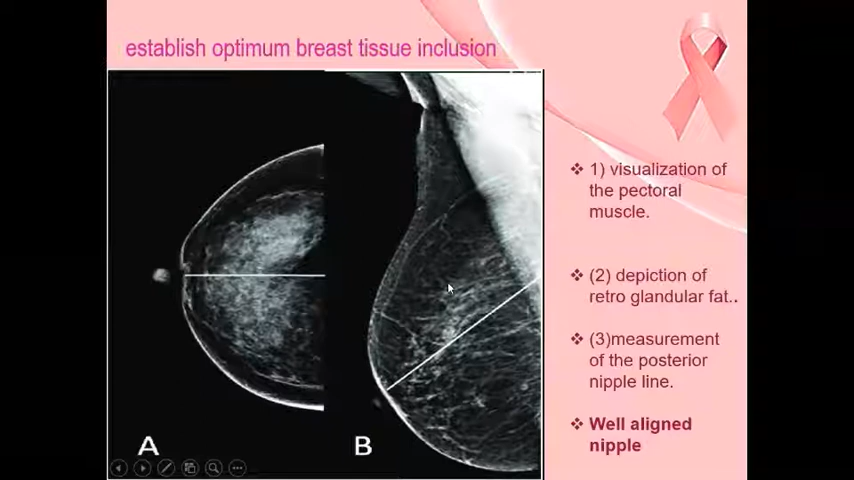 establish optimum breast tissue inclusion
❖ 1) visualization of
the pectoral
muscle.
❖ (2) depiction of
retro glandular fat..
❖ (3)measurement
of the posterior
nipple line.
❖ Well aligned
nipple
A
B